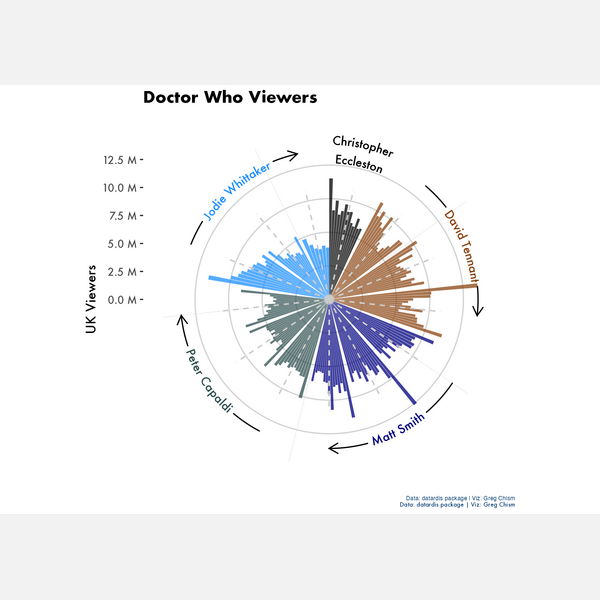 Doctor Who Viewers
Christopher
Eccleston
David Tennant
Matt Smith
Peter Capaldi
Jodie Whittaker
12.5 M
10.0 M
7.5 M
5.0 M
2.5 M
0.0 M
UK Viewers
Data: datardis package | Viz: Greg Chism
Data: datardis package | Viz: Greg Chism